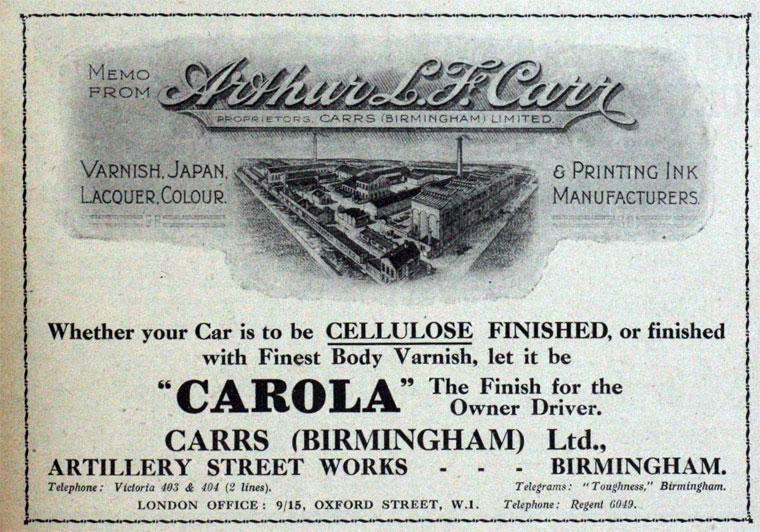 MEMO
FROM
Arthur L. F. Carr
PROPRIETORS, CARRS (BIRMINGHAM) LIMITED.
VARNISH, JAPAN,
LACQUER, COLOUR.
& PRINTING INK
MANUFACTURERS.
Whether your Car is to be CELLULOSE FINISHED, or finished
with Finest Body Varnish, let it be
"CAROLA" The Finish for the
Owner Driver.
CARRS (BIRMINGHAM) Ltd.,
ARTILLERY STREET WORKS - - - BIRMINGHAM.
Telephone: Victoria 403 & 404 (2 lines). Telegrams: "Toughness," Birmingham.
LONDON OFFICE: 9/15, OXFORD STREET, W.1. Telephone: Regent 6049.